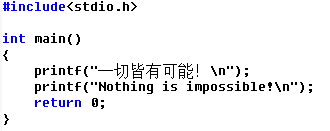 #include<stdio.h>
int main()
{
printf("一切皆有可能！\n");
printf("Nothing is impossible!\n");
return 0;
}